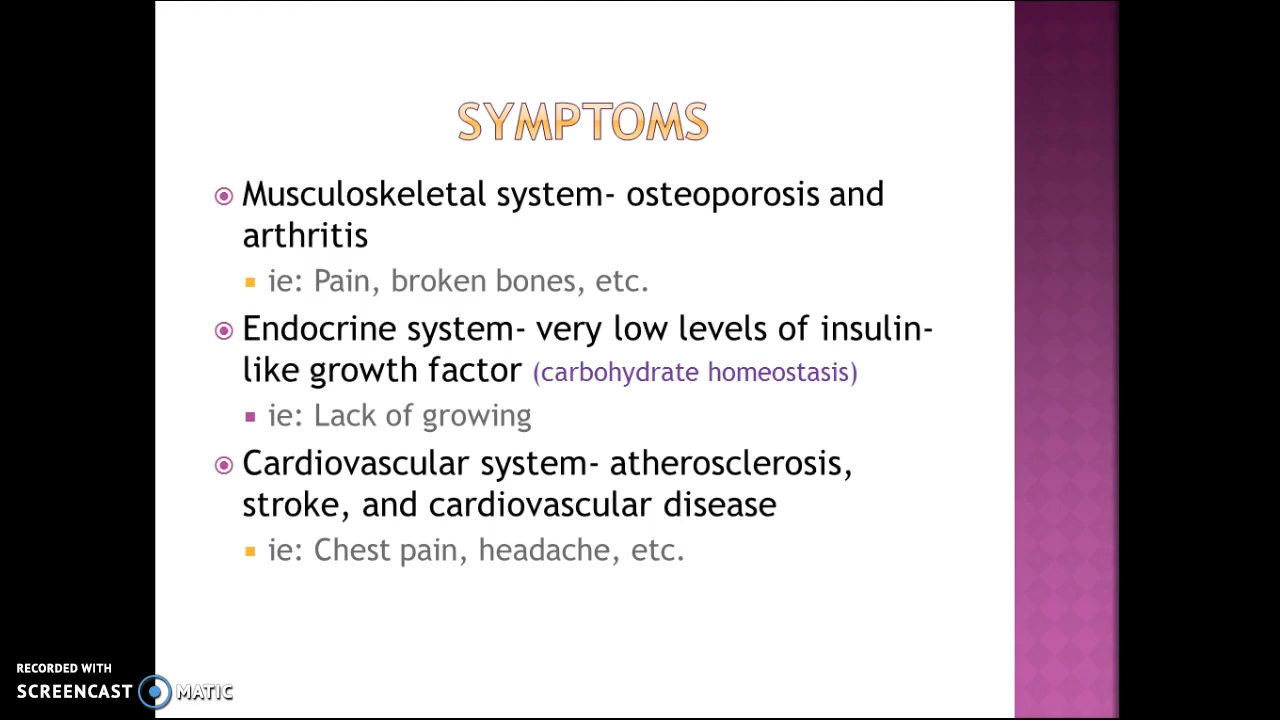 SYMPTOMS
Musculoskeletal system- osteoporosis and
arthritis
ie: Pain, broken bones, etc.
Endocrine system- very low levels of insulin-
like growth factor (carbohydrate homeostasis)
ie: Lack of growing
Cardiovascular system- atherosclerosis,
stroke, and cardiovascular disease
ie: Chest pain, headache, etc.
RECORDED WITH
SCREENCAST MATIC